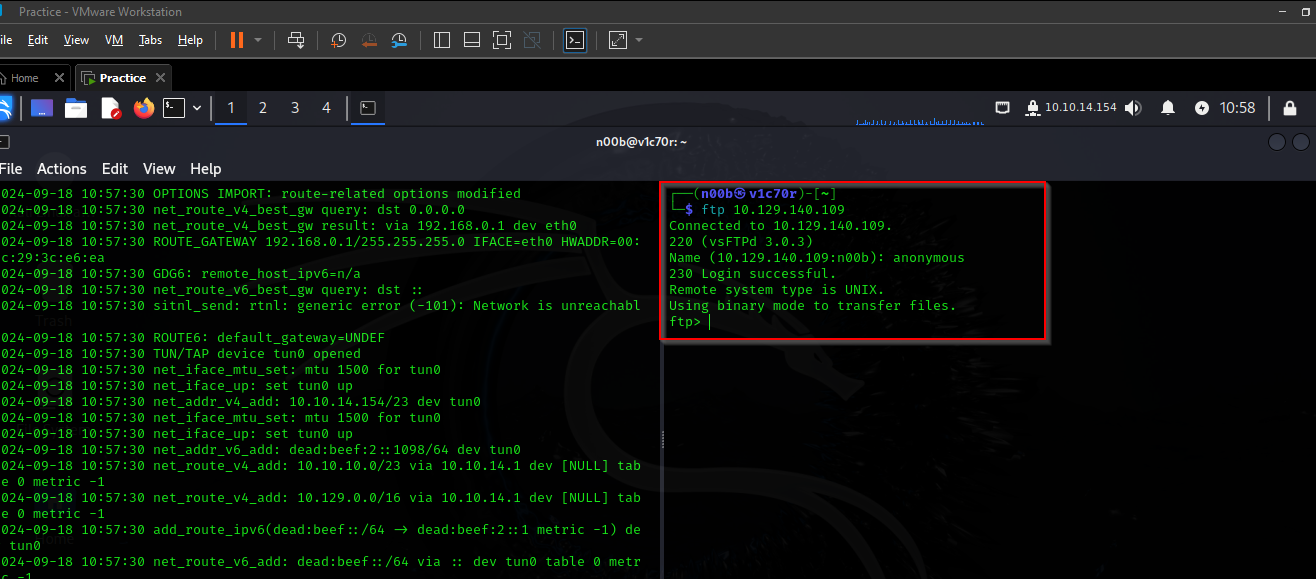 Practice - VMware Workstation
ile Edit View VM Tabs Help
Home Practice
1 2 3 4 10.10.14.154 10:58
n00b@v1c70r: ~
File Actions Edit View Help
024-09-18 10:57:30 OPTIONS IMPORT: route-related options modified
024-09-18 10:57:30 net_route_v4_best_gw query: dst 0.0.0.0
024-09-18 10:57:30 net_route_v4_best_gw result: via 192.168.0.1 dev eth0
024-09-18 10:57:30 ROUTE_GATEWAY 192.168.0.1/255.255.255.0 IFACE=eth0 HWADDR=00:
c:29:3c:e6:ea
024-09-18 10:57:30 GDG6: remote_host_ipv6=n/a
024-09-18 10:57:30 net_route_v6_best_gw query: dst ::
024-09-18 10:57:30 sitnl_send: rtnl: generic error (-101): Network is unreachabl
024-09-18 10:57:30 ROUTE6: default_gateway=UNDEF
024-09-18 10:57:30 TUN/TAP device tun0 opened
024-09-18 10:57:30 net_iface_mtu_set: mtu 1500 for tun0
024-09-18 10:57:30 net_iface_up: set tun0 up
024-09-18 10:57:30 net_addr_v4_add: 10.10.14.154/23 dev tun0
024-09-18 10:57:30 net_iface_mtu_set: mtu 1500 for tun0
024-09-18 10:57:30 net_iface_up: set tun0 up
024-09-18 10:57:30 net_addr_v6_add: dead:beef:2::1098/64 dev tun0
024-09-18 10:57:30 net_route_v4_add: 10.10.10.0/23 via 10.10.14.1 dev [NULL] tab
e 0 metric -1
024-09-18 10:57:30 net_route_v4_add: 10.129.0.0/16 via 10.10.14.1 dev [NULL] tab
e 0 metric -1
024-09-18 10:57:30 add_route_ipv6(dead:beef::/64 → dead:beef:2::1 metric -1) de
tun0
024-09-18 10:57:30 net_route_v6_add: dead:beef::/64 via :: dev tun0 table 0 metr
c -1
┌──(n00b㉿v1c70r)-[~]
└─$ ftp 10.129.140.109
Connected to 10.129.140.109.
220 (vsFTPd 3.0.3)
Name (10.129.140.109:n00b): anonymous
230 Login successful.
Remote system type is UNIX.
Using binary mode to transfer files.
ftp>